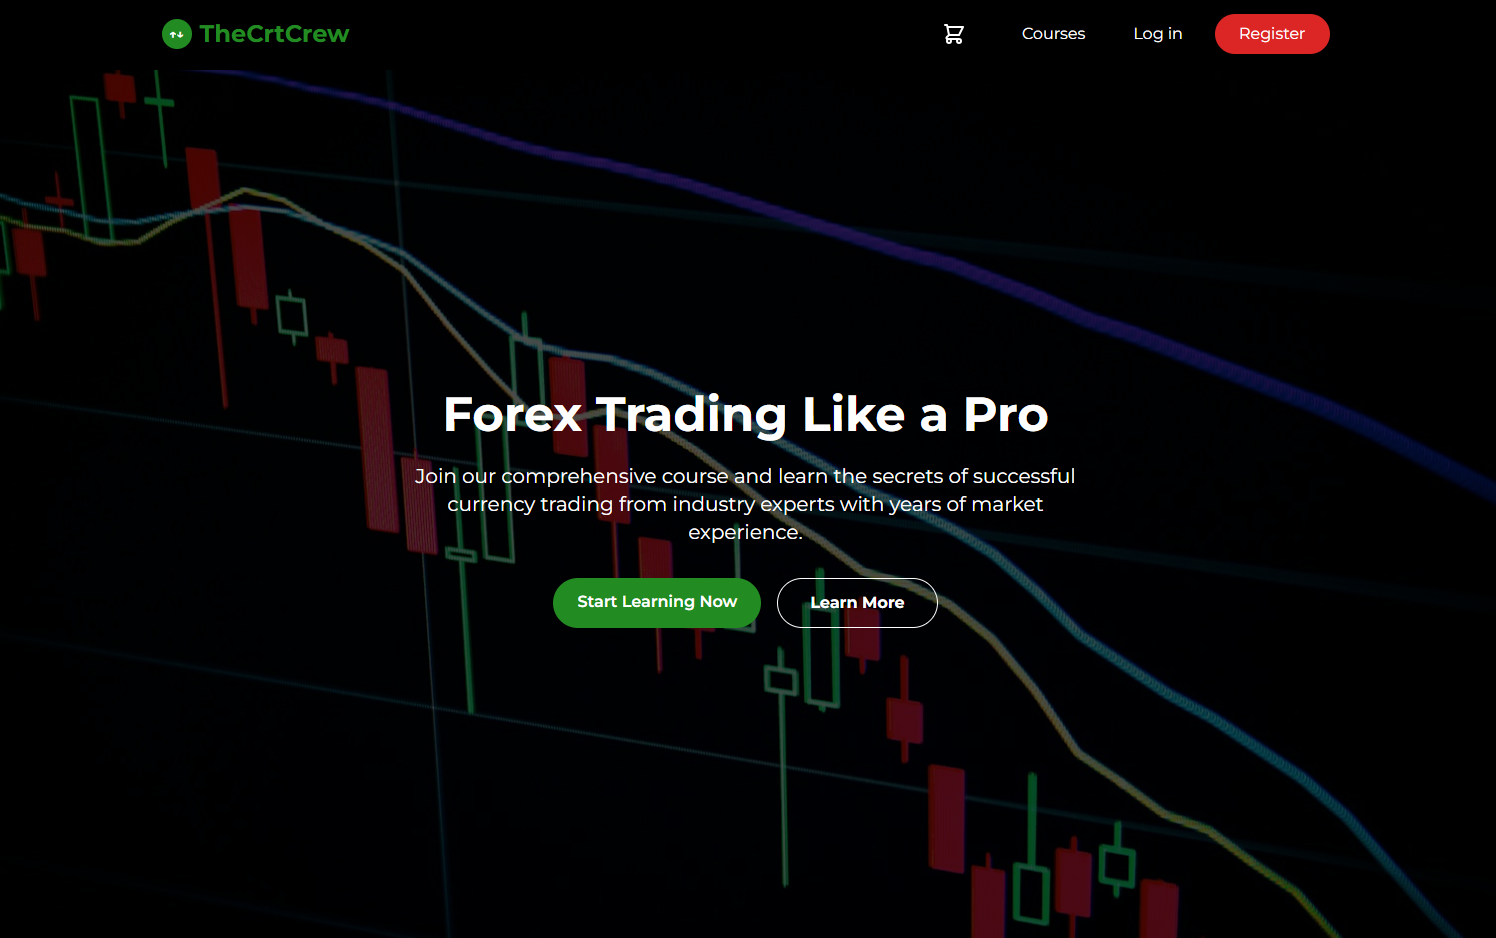 TheCrtCrew
Courses
Log in
Register
Forex Trading Like a Pro
Join our comprehensive course and learn the secrets of successful
currency trading from industry experts with years of market
experience.
Start Learning Now
Learn More